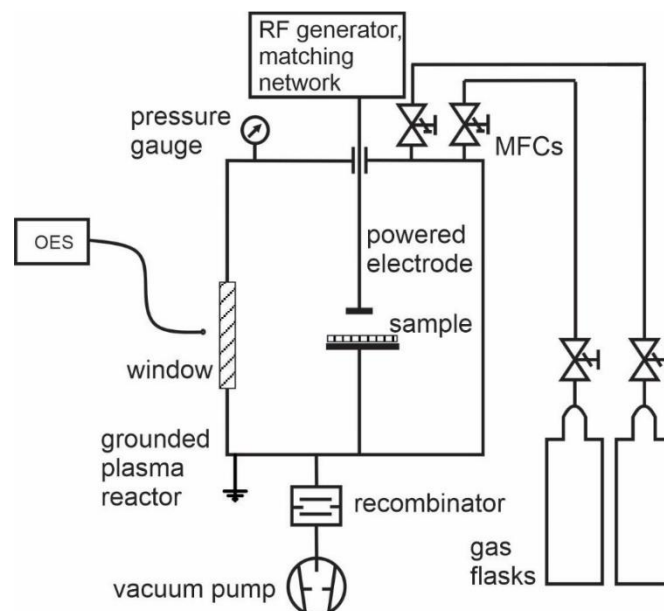 RF generator,
matching
network
pressure
gauge
MFCs
OES
powered
electrode
sample
window
grounded
plasma
reactor
recombinator
gas
flasks
vacuum pump